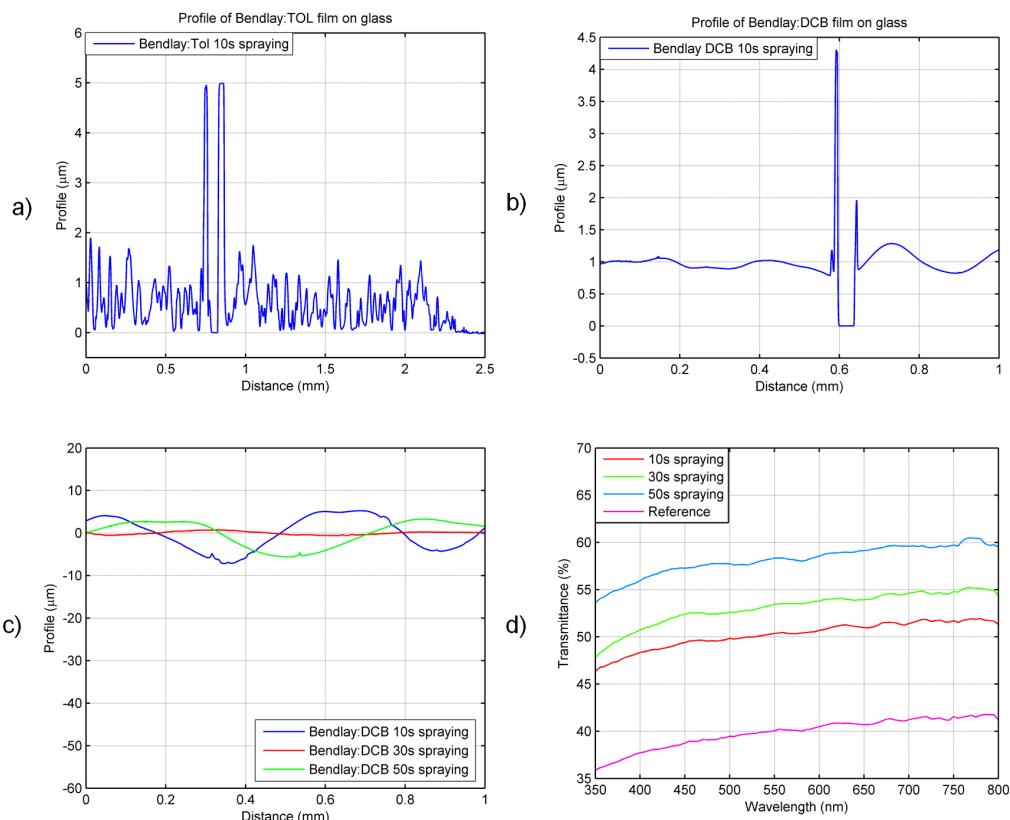 a)
Profile of Bendlay:TOL film on glass
Bendlay:Tol 10s spraying
Profile (μm)
6
5
4
3
2
1
0
0 0.5 1 1.5 2 2.5
Distance (mm)
b)
Profile of Bendlay:DCB film on glass
Bendlay DCB 10s spraying
Profile (μm)
4.5
4
3.5
3
2.5
2
1.5
1
0.5
0
-0.5
0 0.2 0.4 0.6 0.8 1
Distance (mm)
c)
Profile (μm)
20
10
0
-10
-20
-30
-40
-50
-60
Bendlay:DCB 10s spraying
Bendlay:DCB 30s spraying
Bendlay:DCB 50s spraying
0 0.2 0.4 0.6 0.8 1
Distance (mm)
d)
10s spraying
30s spraying
50s spraying
Reference
Transmittance (%)
70
65
60
55
50
45
40
35
350 400 450 500 550 600 650 700 750 800
Wavelength (nm)